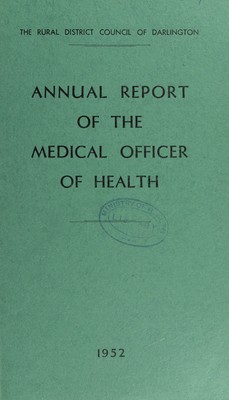 THE RURAL DISTRICT COUNCIL OF DARLINGTON
ANNUAL REPORT
OF THE
MEDICAL OFFICER
OF HEALTH
1952